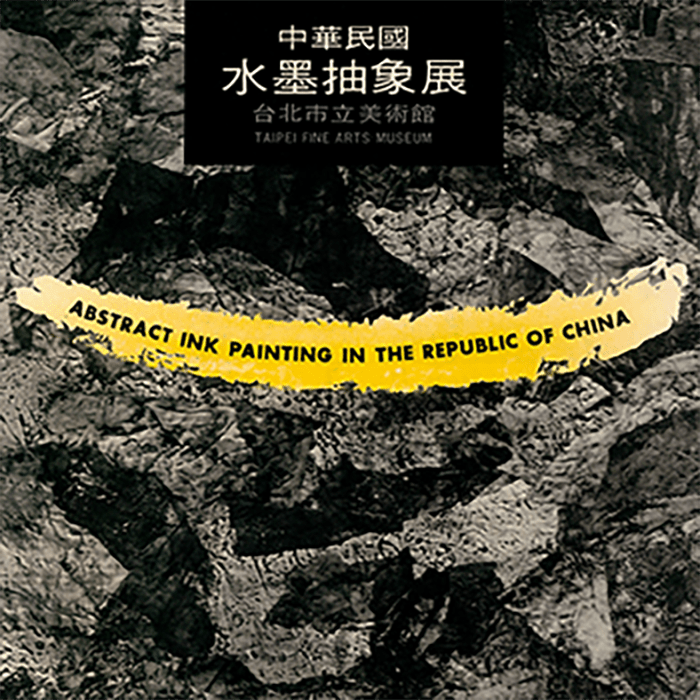 中華民國
水墨抽象展
台北市立美術館
TAIPEI FINE ARTS MUSEUM
ABSTRACT INK PAINTING IN THE REPUBLIC OF CHINA